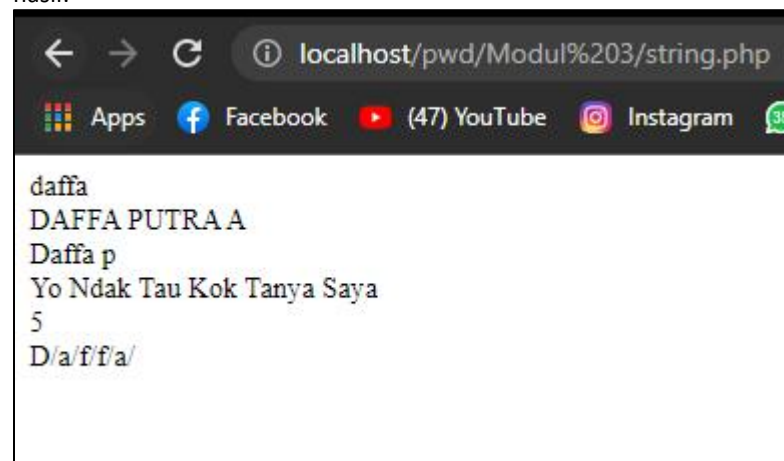 localhost/pwd/Modul%203/string.php
Apps Facebook (47) YouTube Instagram
daffa
DAFFA PUTRA A
Daffa p
Yo Ndak Tau Kok Tanya Saya
5
D/a/f/f/a/